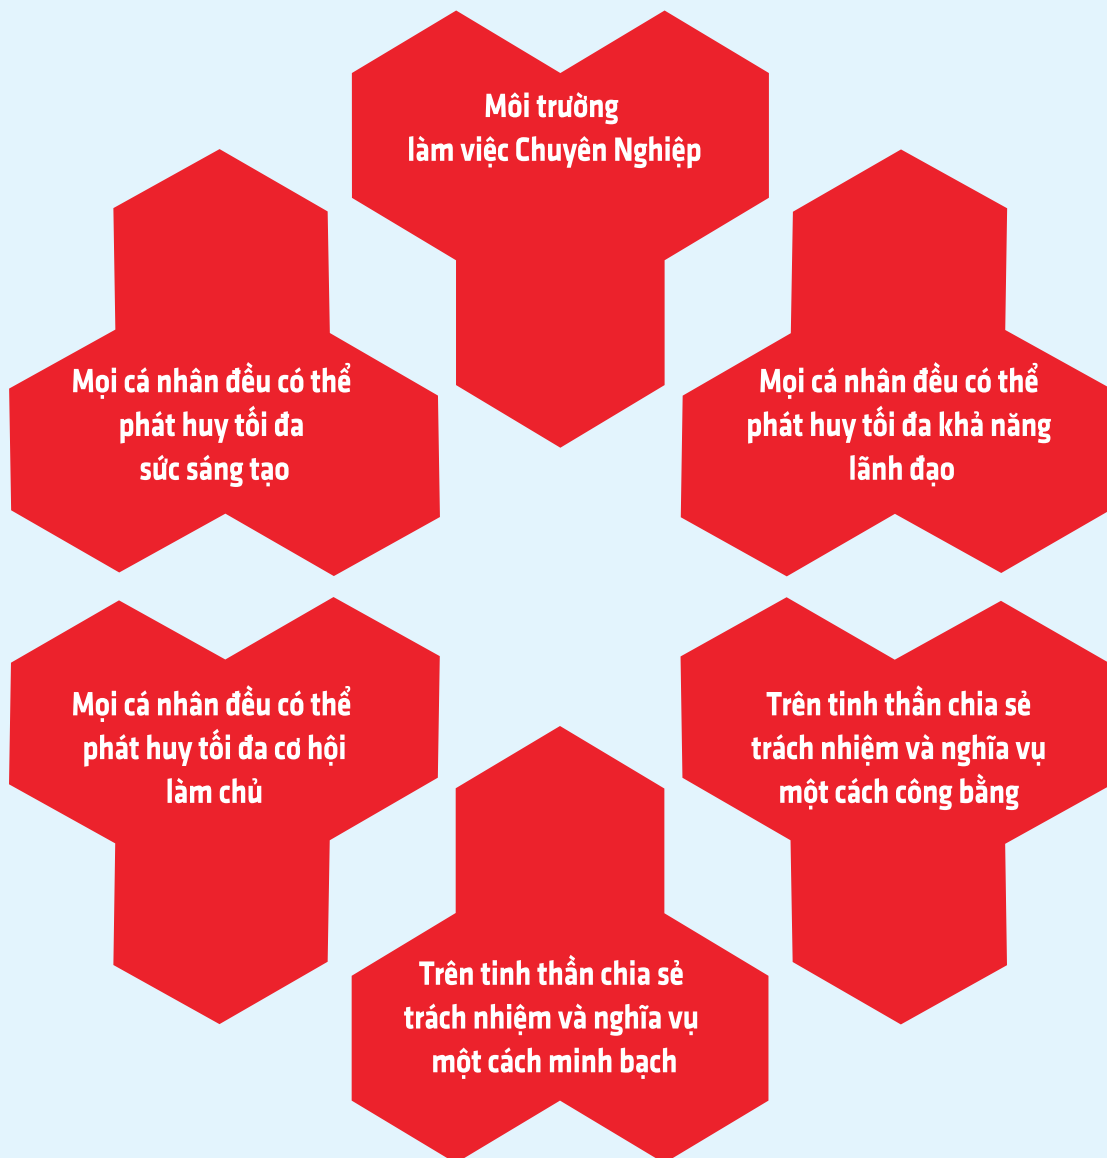 Môi trường
làm việc Chuyên Nghiệp
Mọi cá nhân đều có thể
phát huy tối đa
sức sáng tạo
Mọi cá nhân đều có thể
phát huy tối đa khả năng
lãnh đạo
Mọi cá nhân đều có thể
phát huy tối đa cơ hội
làm chủ
Trên tinh thần chia sẻ
trách nhiệm và nghĩa vụ
một cách công bằng
Trên tinh thần chia sẻ
trách nhiệm và nghĩa vụ
một cách minh bạch